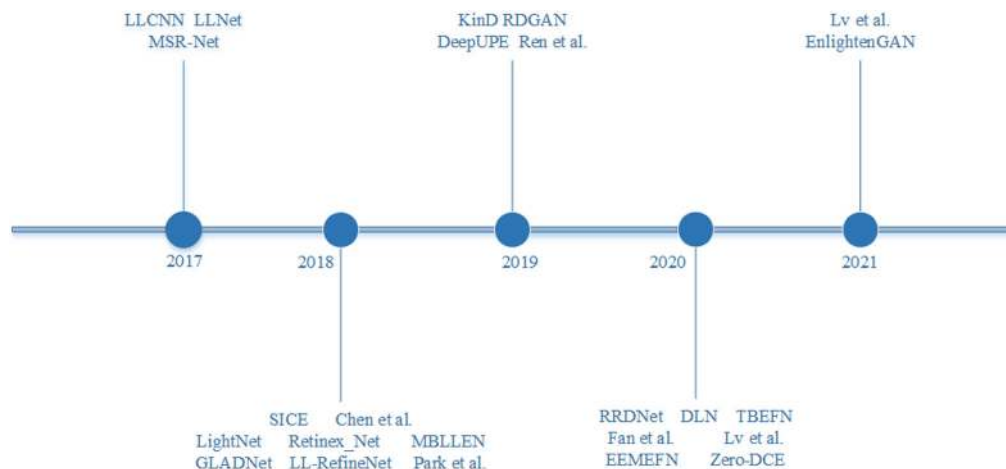 LLCNN LLNet
MSR-Net
KinD RDGAN
DeepUPE Ren et al.
Lv et al.
EnlightenGAN
2017
2018
2019
2020
2021
SICE Chen et al.
LightNet Retinex_Net MBLLEN
GLADNet LL-RefineNet Park et al.
RRDNet DLN TBEFN
Fan et al. Lv et al.
EEMEFN Zero-DCE